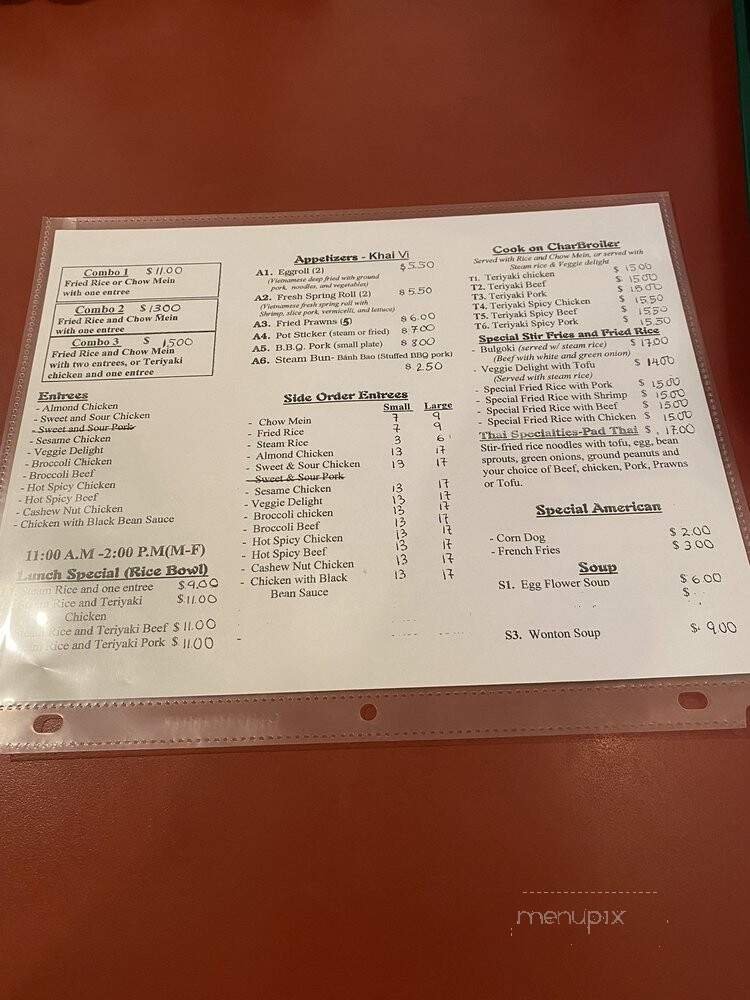 Combo 1 $ 11.00
Fried Rice or Chow Mein
with one entree
Combo 2 $ 1300
Fried Rice and Chow Mein
with one entree
Combo 3 $ 1,500
Fried Rice and Chow Mein
with two entrees, or Teriyaki
chicken and one entree
Entrees
- Almond Chicken
- Sweet and Sour Chicken
- Sweet and Sour Pork
- Sesame Chicken
- Veggie Delight
- Broccoli Chicken
- Broccoli Beef
- Hot Spicy Chicken
- Hot Spicy Beef
- Cashew Nut Chicken
- Chicken with Black Bean Sauce
11:00 A.M -2:00 P.M(M-F)
Lunch Special (Rice Bowl)
Steam Rice and one entree $9.00
Rice and Teriyaki $11.00
Chicken
Rice and Teriyaki Beef $ 11.00
Rice and Teriyaki Pork $ 11.00
Appetizers - Khai Vi
A1. Eggroll (2) $5.50
(Vietnamese deep fried with ground
pork, noodles, and vegetables)
A2. Fresh Spring Roll (2) $ 5.50
(Vietnamese fresh spring roll with
Shrimp, slice pork, vermicelli, and lettuce)
A3. Fried Prawns (5) $ 6.00
A4. Pot Sticker (steam or fried) $ 700
A5. B.B.Q. Pork (small plate) $ 800
A6. Steam Bun- Bánh Bao (Stuffed BBQ pork)
$ 2.50
Side Order Entrees
Small Large
- Chow Mein 7 9
- Fried Rice 7 9
- Steam Rice 3 6
- Almond Chicken 13 17
- Sweet & Sour Chicken 13 17
- Sweet & Sour Pork
- Sesame Chicken 13 17
- Veggie Delight 13 17
- Broccoli chicken 13 17
- Broccoli Beef 13 17
- Hot Spicy Chicken 13 17
- Hot Spicy Beef 13 17
- Cashew Nut Chicken 13 17
- Chicken with Black 13 17
Bean Sauce
Cook on CharBroiler
Served with Rice and Chow Mein, or served with
Steam rice & Veggie delight
T1. Teriyaki chicken $ 15.00
T2. Teriyaki Beef $ 15.00
T3. Teriyaki Pork $ 15.00
T4. Teriyaki Spicy Chicken $ 15.50
T5. Teriyaki Spicy Beef $ 15.50
T6. Teriyaki Spicy Pork $ 15.50
Special Stir Fries and Fried Rice
- Bulgoki (served w/ steam rice) $ 17.00
(Beef with white and green onion)
- Veggie Delight with Tofu $ 14.00
(Served with steam rice)
- Special Fried Rice with Pork $ 15.00
- Special Fried Rice with Shrimp $ 15.00
- Special Fried Rice with Beef $ 15.00
- Special Fried Rice with Chicken $ 15.00
Thai Specialties-Pad Thai $ 17.00
Stir-fried rice noodles with tofu, egg, bean
sprouts, green onions, ground peanuts and
your choice of Beef, chicken, Pork, Prawns
or Tofu.
Special American
- Corn Dog $ 2.00
- French Fries $ 3.00
Soup
S1. Egg Flower Soup $ 6.00
$
S3. Wonton Soup $ 9.00
menupix